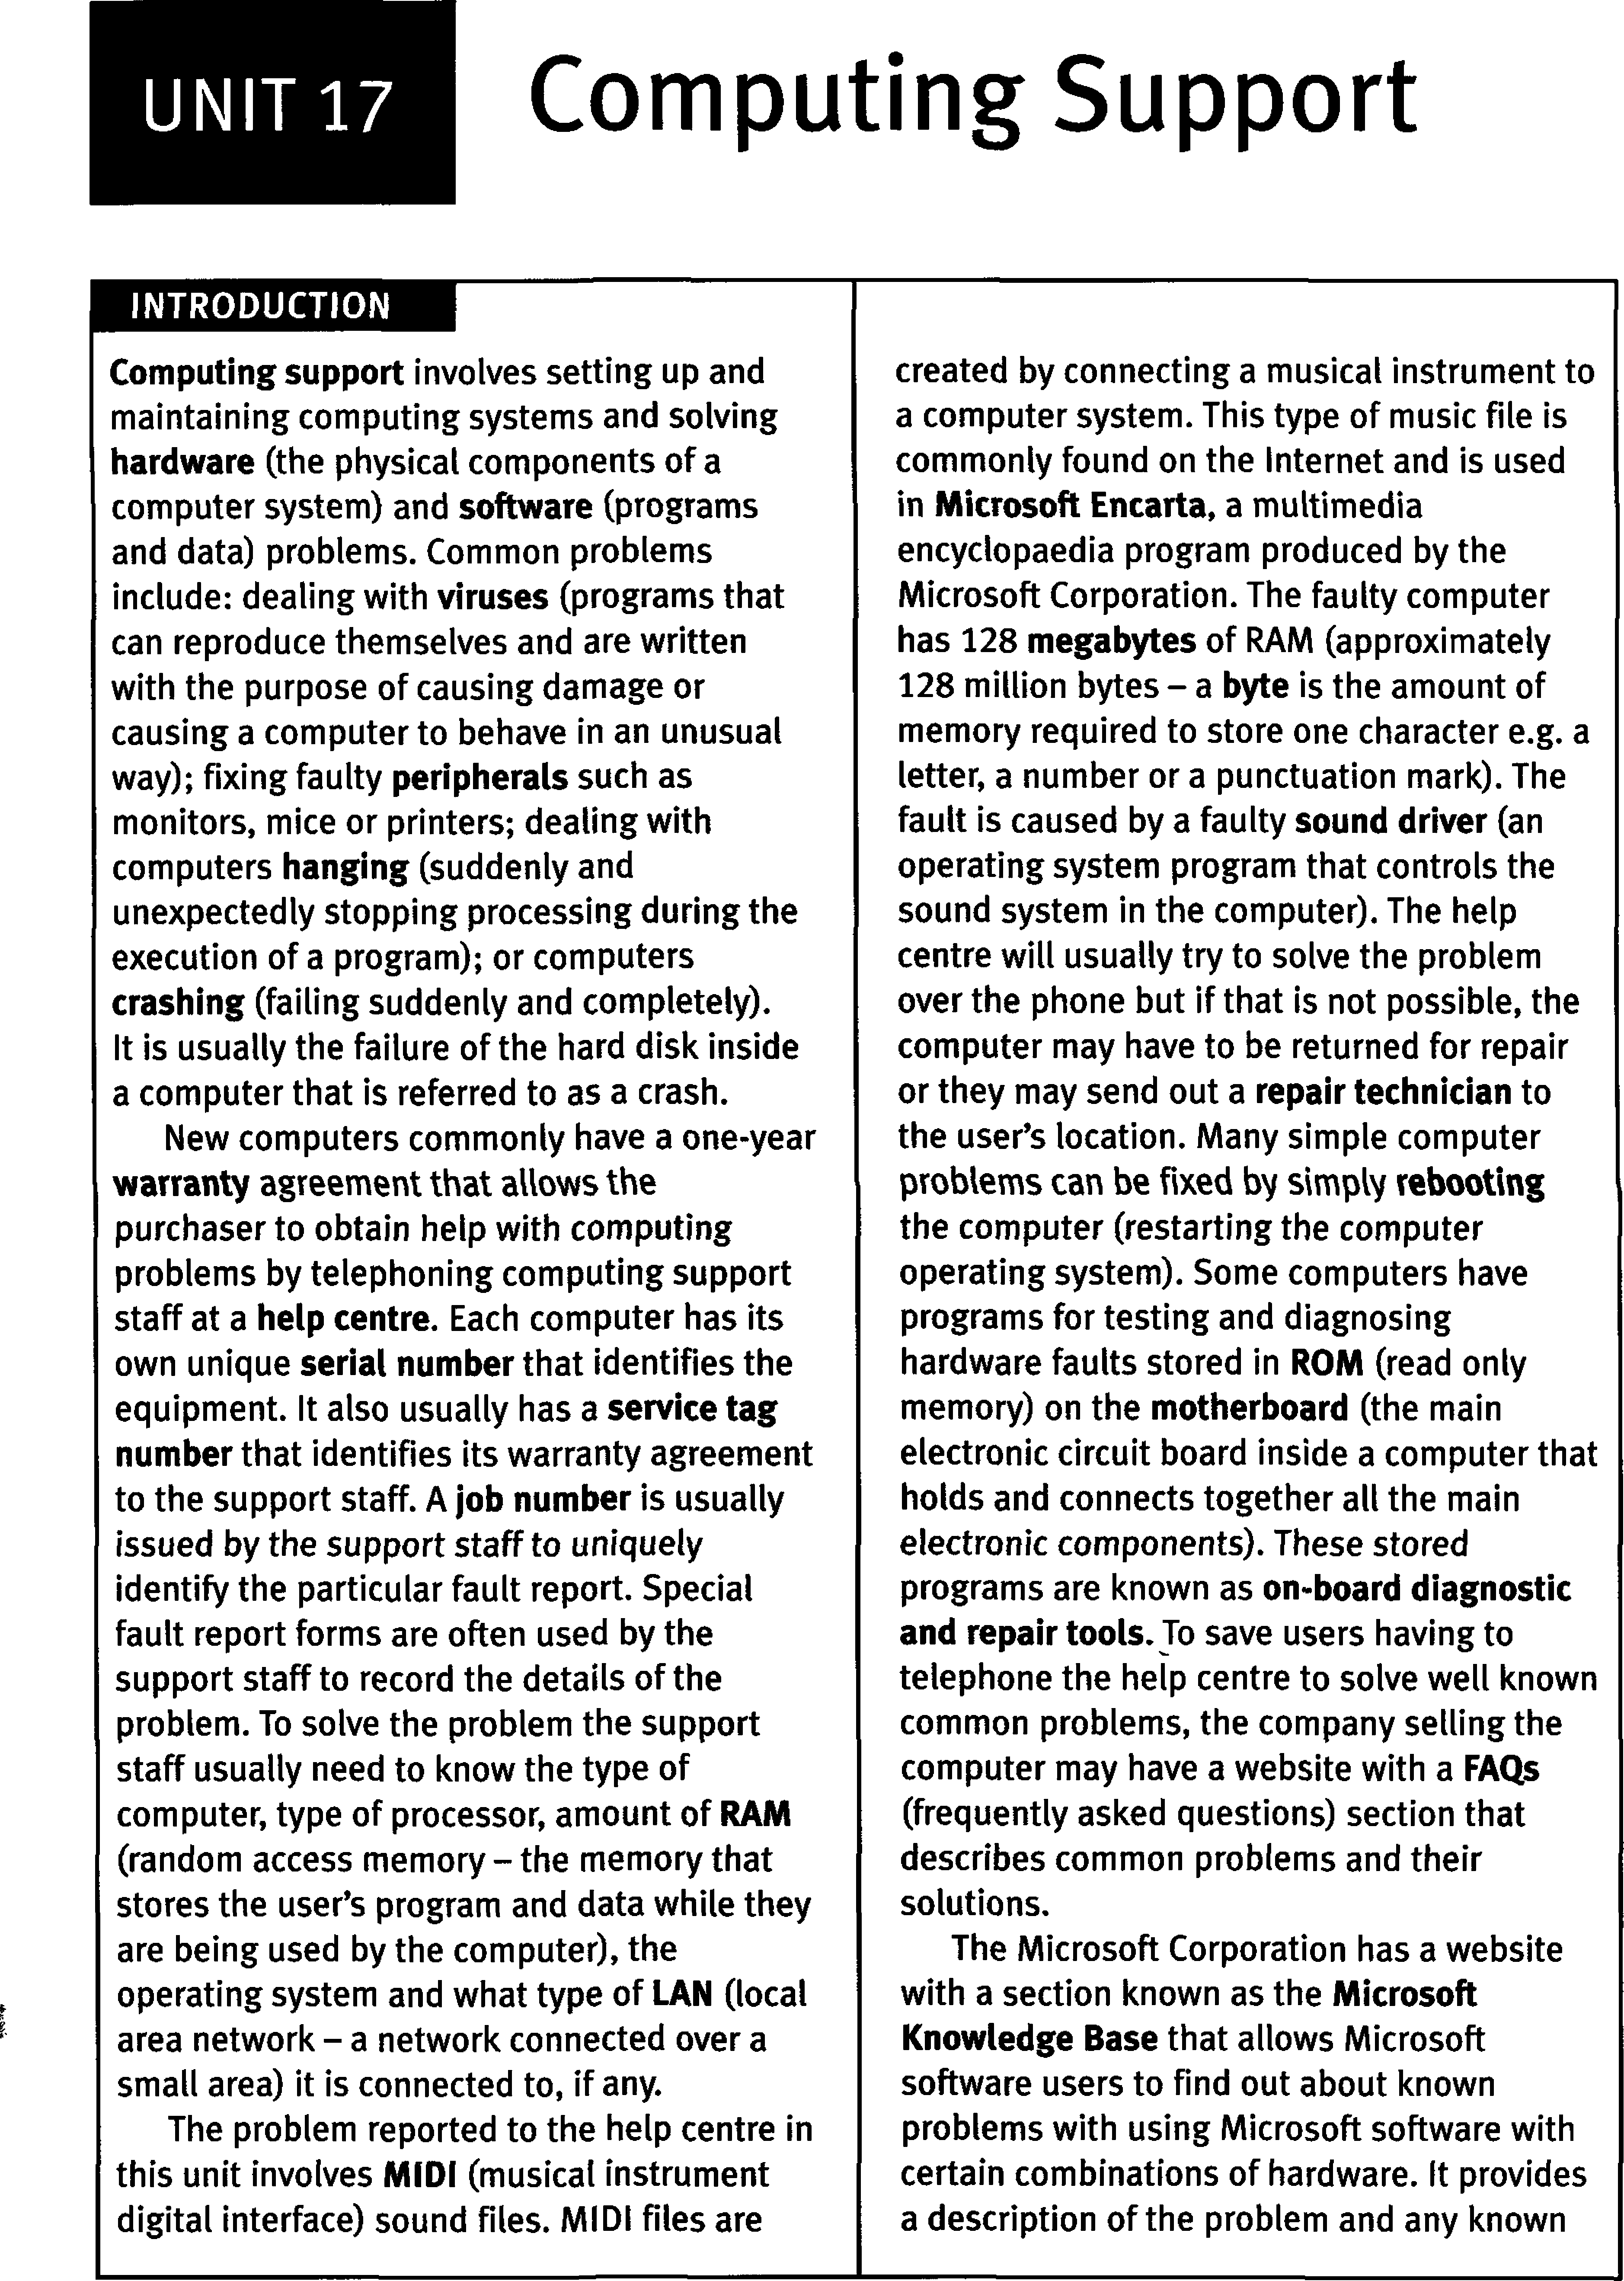 UNIT 17
Computing Support
INTRODUCTION
Computing support involves setting up and
maintaining computing systems and solving
hardware (the physical components of a
computer system) and software (programs
and data) problems. Common problems
include: dealing with viruses (programs that
can reproduce themselves and are written
with the purpose of causing damage or
causing a computer to behave in an unusual
way); fixing faulty peripherals such as
monitors, mice or printers; dealing with
computers hanging (suddenly and
unexpectedly stopping processing during the
execution of a program); or computers
crashing (failing suddenly and completely).
It is usually the failure of the hard disk inside
a computer that is referred to as a crash.
New computers commonly have a one-year
warranty agreement that allows the
purchaser to obtain help with computing
problems by telephoning computing support
staff at a help centre. Each computer has its
own unique serial number that identifies the
equipment. It also usually has a service tag
number that identifies its warranty agreement
to the support staff. A job number is usually
issued by the support staff to uniquely
identify the particular fault report. Special
fault report forms are often used by the
support staff to record the details of the
problem. To solve the problem the support
staff usually need to know the type of
computer, type of processor, amount of RAM
(random access memory – the memory that
stores the user's program and data while they
are being used by the computer), the
operating system and what type of LAN (local
area network – a network connected over a
small area) it is connected to, if any.
The problem reported to the help centre in
this unit involves MIDI (musical instrument
digital interface) sound files. MIDI files are
created by connecting a musical instrument to
a computer system. This type of music file is
commonly found on the Internet and is used
in Microsoft Encarta, a multimedia
encyclopaedia program produced by the
Microsoft Corporation. The faulty computer
has 128 megabytes of RAM (approximately
128 million bytes – a byte is the amount of
memory required to store one character e.g. a
letter, a number or a punctuation mark). The
fault is caused by a faulty sound driver (an
operating system program that controls the
sound system in the computer). The help
centre will usually try to solve the problem
over the phone but if that is not possible, the
computer may have to be returned for repair
or they may send out a repair technician to
the user's location. Many simple computer
problems can be fixed by simply rebooting
the computer (restarting the computer
operating system). Some computers have
programs for testing and diagnosing
hardware faults stored in ROM (read only
memory) on the motherboard (the main
electronic circuit board inside a computer that
holds and connects together all the main
electronic components). These stored
programs are known as on-board diagnostic
and repair tools. To save users having to
telephone the help centre to solve well known
common problems, the company selling the
computer may have a website with a FAQs
(frequently asked questions) section that
describes common problems and their
solutions.
The Microsoft Corporation has a website
with a section known as the Microsoft
Knowledge Base that allows Microsoft
software users to find out about known
problems with using Microsoft software with
certain combinations of hardware. It provides
a description of the problem and any known